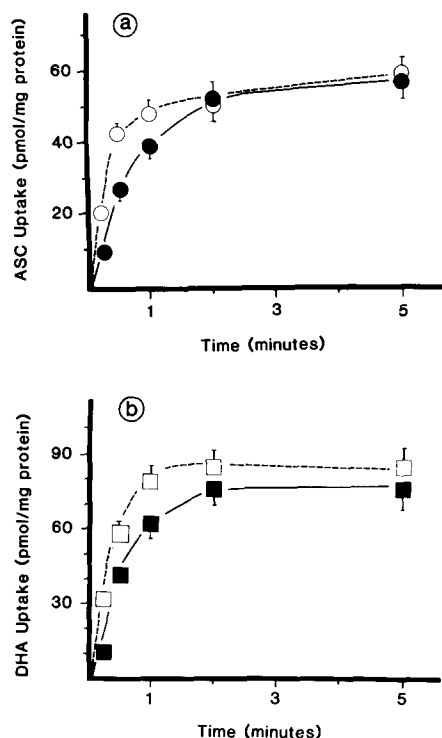 a
ASC Uptake (pmol/mg protein)
60
40
20
1
3
5
Time (minutes)
b
DHA Uptake (pmol/mg protein)
90
60
30
1
3
5
Time (minutes)